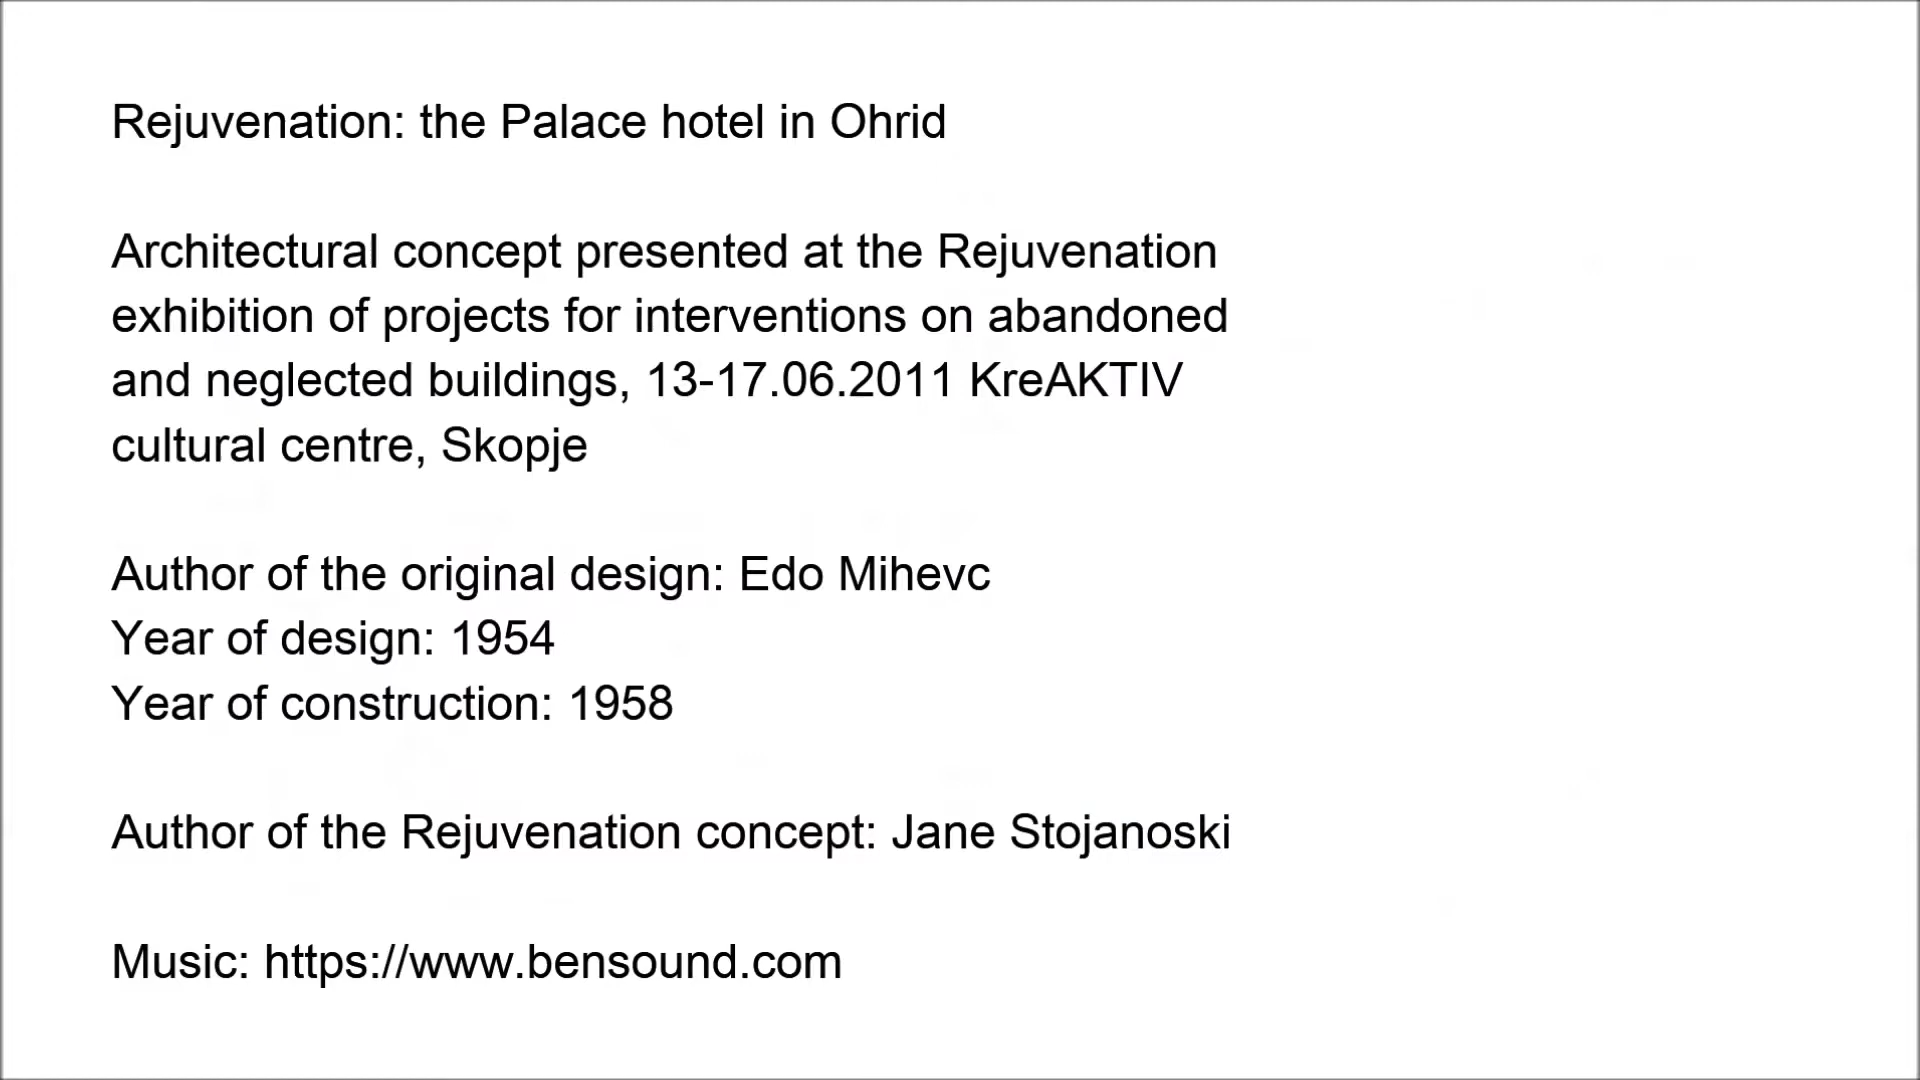 Rejuvenation: the Palace hotel in Ohrid
Architectural concept presented at the Rejuvenation
exhibition of projects for interventions on abandoned
and neglected buildings, 13-17.06.2011 KreAKTIV
cultural centre, Skopje
Author of the original design: Edo Mihevc
Year of design: 1954
Year of construction: 1958
Author of the Rejuvenation concept: Jane Stojanoski
Music: https://www.bensound.com